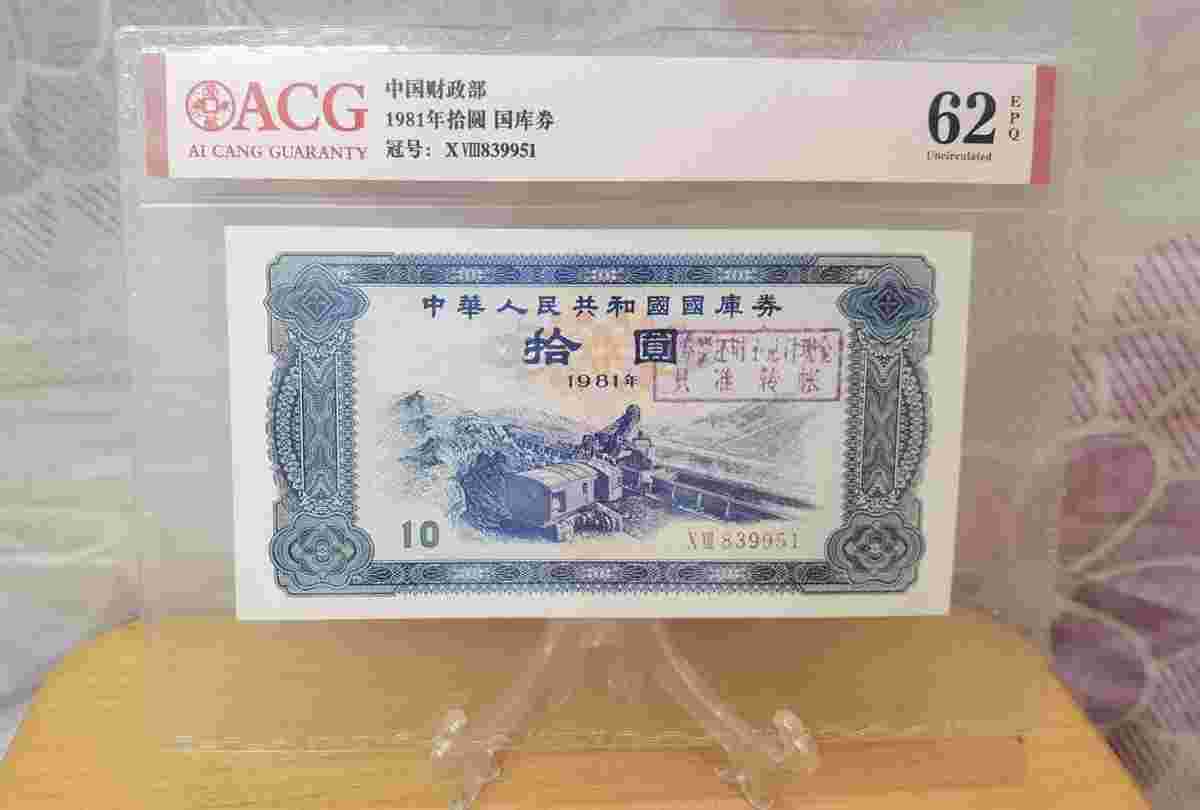 ACG
AI CANG GUARANTY
中国财政部
1981年拾圆 国库券
冠号: XⅧ839951
62
EPQ
Uncirculated
中華人民共和國國庫券
拾圓
1981年
只准转帐
10
XⅧ839951